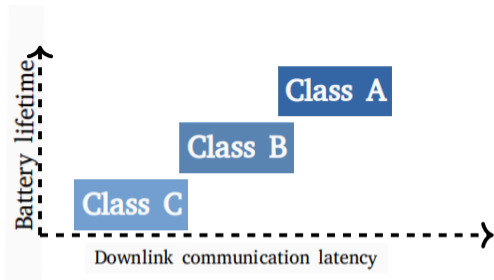 Battery lifetime
Class A
Class B
Class C
Downlink communication latency